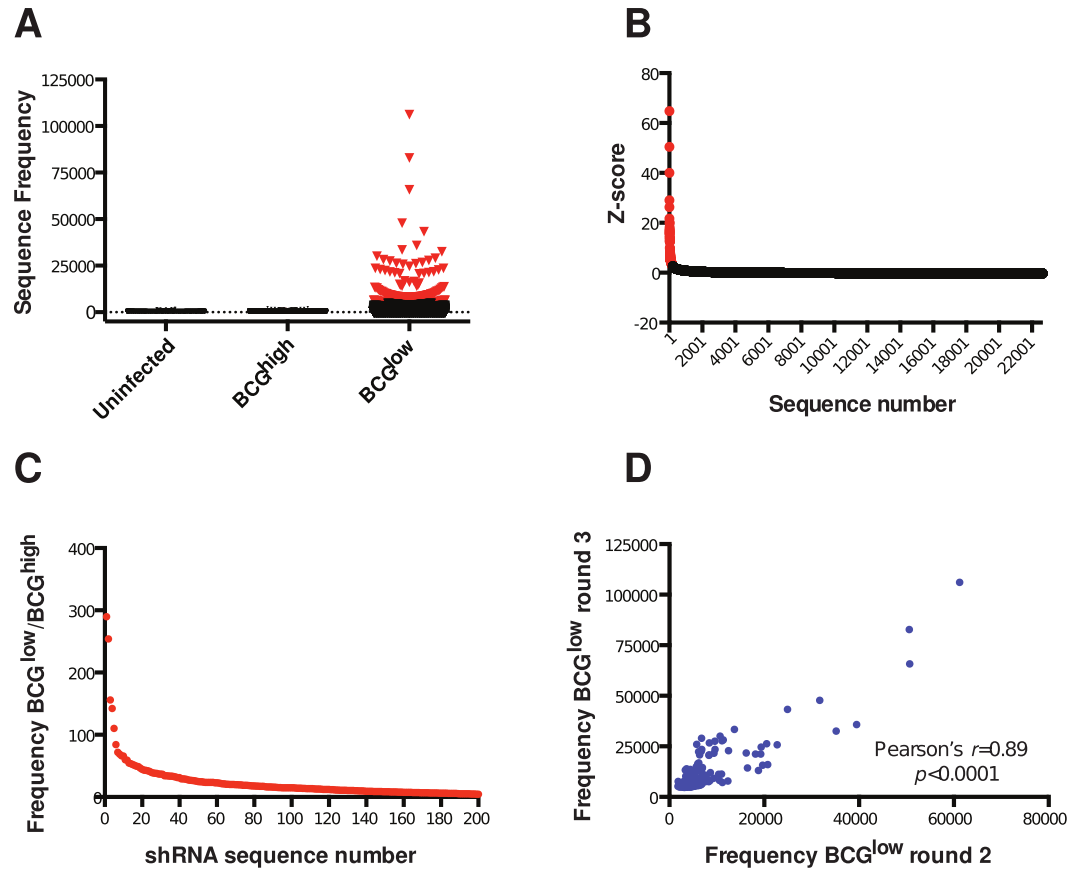 A
Sequence Frequency
125000
100000
75000
50000
25000
0
Uninfected
BCGhigh
BCGlow
B
Z-score
80
60
40
20
0
-20
1
2001
4001
6001
8001
10001
12001
14001
16001
18001
20001
22001
Sequence number
C
Frequency BCGlow/BCGhigh
400
300
200
100
0
0 20 40 60 80 100 120 140 160 180 200
shRNA sequence number
D
Frequency BCGlow round 3
125000
100000
75000
50000
25000
0
Pearson's r=0.89
p<0.0001
0 20000 40000 60000 80000
Frequency BCGlow round 2